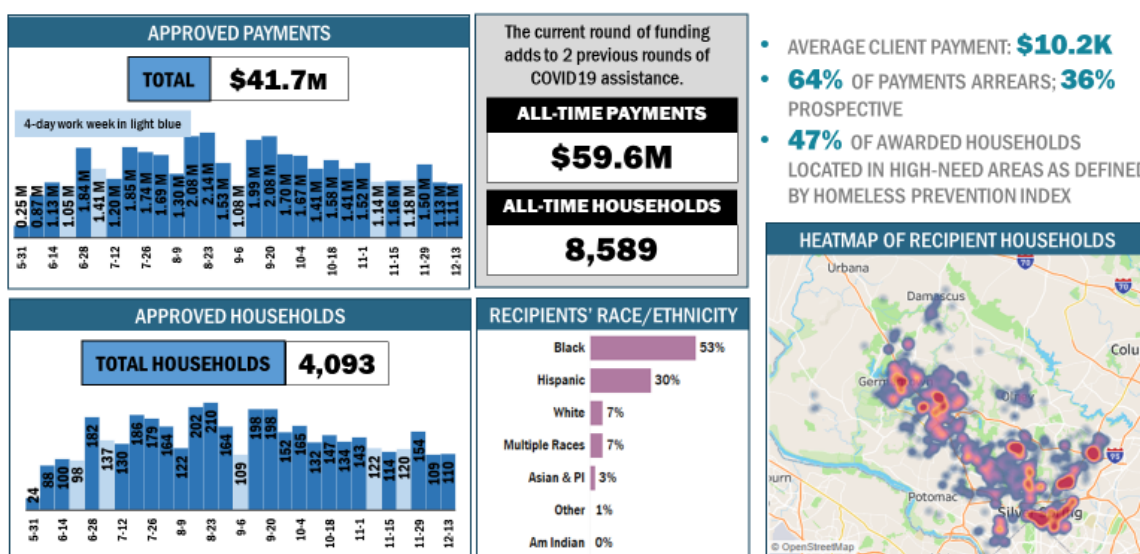 APPROVED PAYMENTS
TOTAL
$41.7M
4-day work week in light blue
0.25 M
0.87 M
1.13 M
1.05 M
1.84 M
1.41 M
1.20 M
1.85 M
1.74 M
1.69 M
1.30 M
2.08 M
2.14 M
1.53 M
1.08 M
1.99 M
2.08 M
1.70 M
1.67 M
1.41 M
1.58 M
1.41 M
1.52 M
1.14 M
1.16 M
1.18 M
1.50 M
1.13 M
1.11 M
5-31
6-14
6-28
7-12
7-26
8-9
8-23
9-6
9-20
10-4
10-18
11-1
11-15
11-29
12-13
The current round of funding
adds to 2 previous rounds of
COVID19 assistance.
ALL-TIME PAYMENTS
$59.6M
ALL-TIME HOUSEHOLDS
8,589
• AVERAGE CLIENT PAYMENT: $10.2K
• 64% OF PAYMENTS ARREARS; 36%
PROSPECTIVE
• 47% OF AWARDED HOUSEHOLDS
LOCATED IN HIGH-NEED AREAS AS DEFINED
BY HOMELESS PREVENTION INDEX
APPROVED HOUSEHOLDS
TOTAL HOUSEHOLDS
4,093
24
88
100
98
182
137
130
186
179
164
122
202
210
164
109
198
198
152
165
132
147
134
143
122
114
120
154
109
110
5-31
6-14
6-28
7-12
7-26
8-9
8-23
9-6
9-20
10-4
10-18
11-1
11-15
11-29
12-13
RECIPIENTS' RACE/ETHNICITY
Black 53%
Hispanic 30%
White 7%
Multiple Races 7%
Asian & PI 3%
Other 1%
Am Indian 0%
HEATMAP OF RECIPIENT HOUSEHOLDS
Urbana
70
70
Damascus
Colu
Germ
Olney
95
urn
Potomac
Silver Spring
© OpenStreetMap